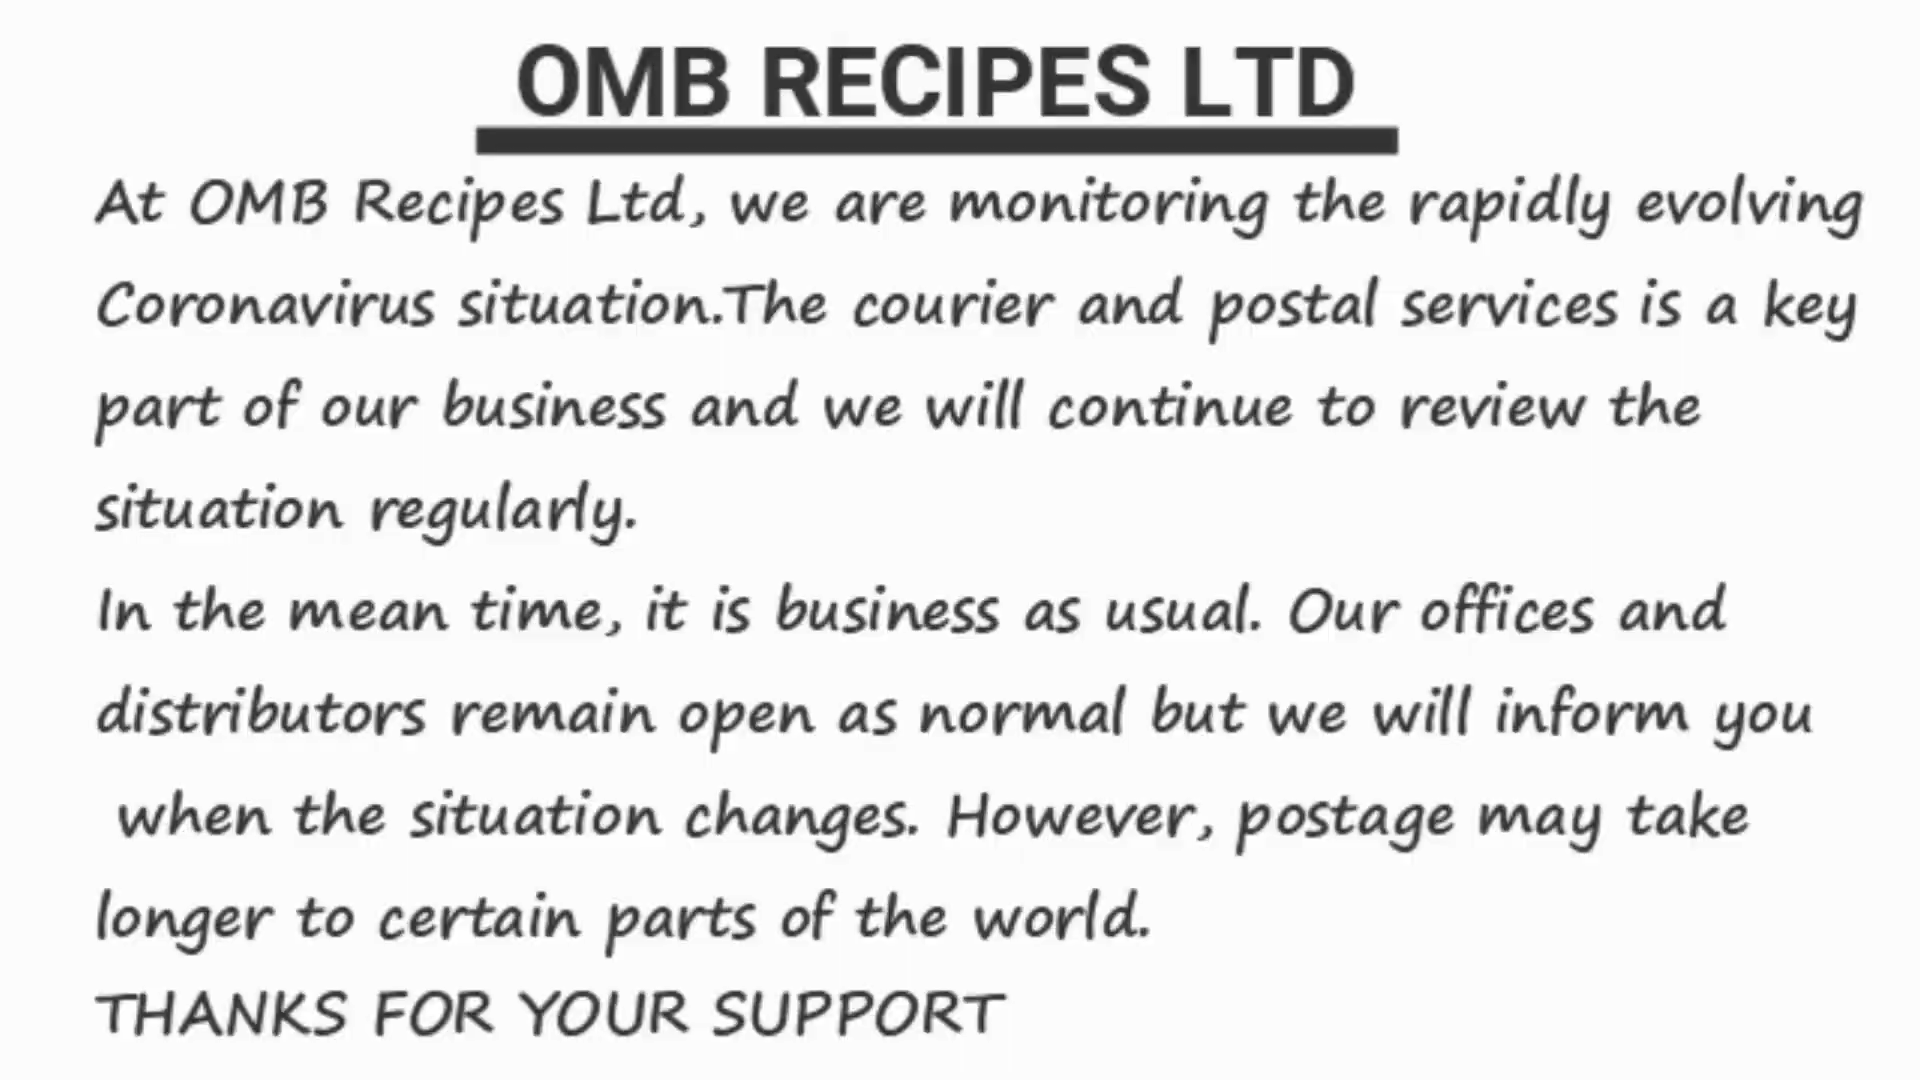 OMB RECIPES LTD
At OMB Recipes Ltd, we are monitoring the rapidly evolving
Coronavirus situation.The courier and postal services is a key
part of our business and we will continue to review the
situation regularly.
In the mean time, it is business as usual. Our offices and
distributors remain open as normal but we will inform you
when the situation changes. However, postage may take
longer to certain parts of the world.
THANKS FOR YOUR SUPPORT